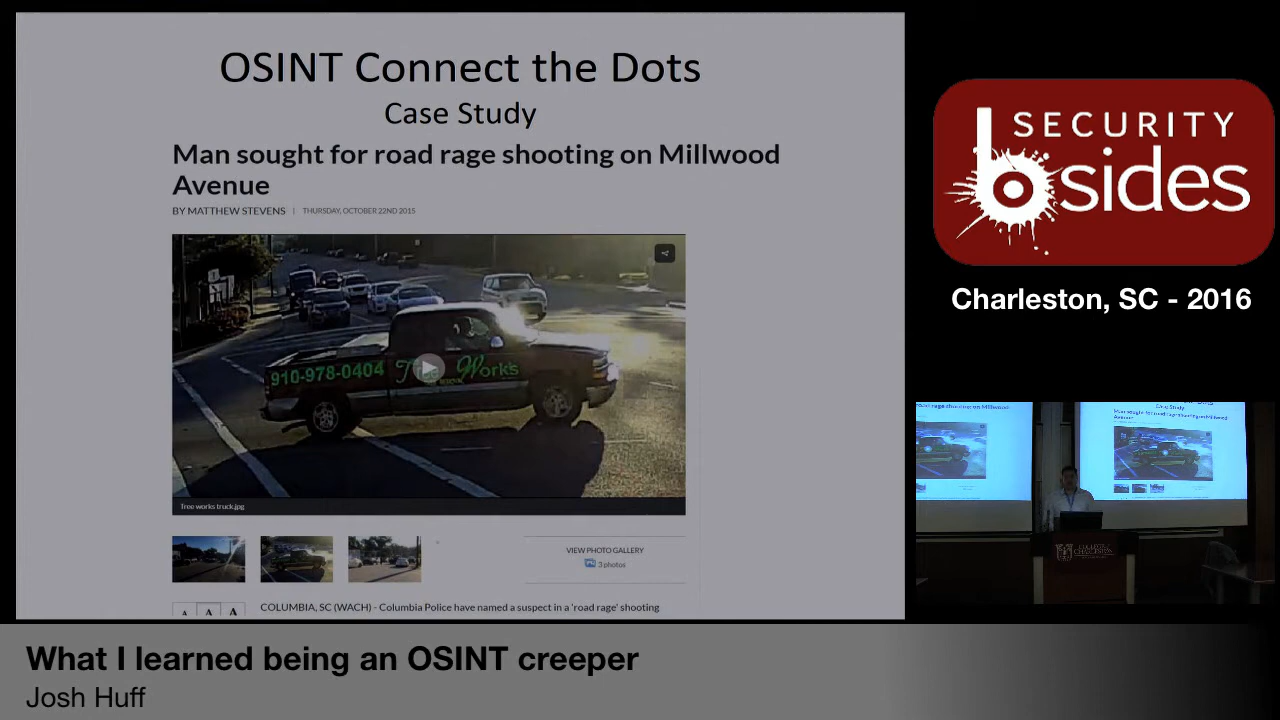 OSINT Connect the Dots
Case Study
Man sought for road rage shooting on Millwood
Avenue
BY MATTHEW STEVENS | THURSDAY, OCTOBER 22ND 2015
910-978-0404 Tree Works
Tree works truck.jpg
VIEW PHOTO GALLERY
3 photos
A A A
COLUMBIA, SC (WACH) - Columbia Police have named a suspect in a 'road rage' shooting
SECURITY
bsides
Charleston, SC - 2016
What I learned being an OSINT creeper
Josh Huff